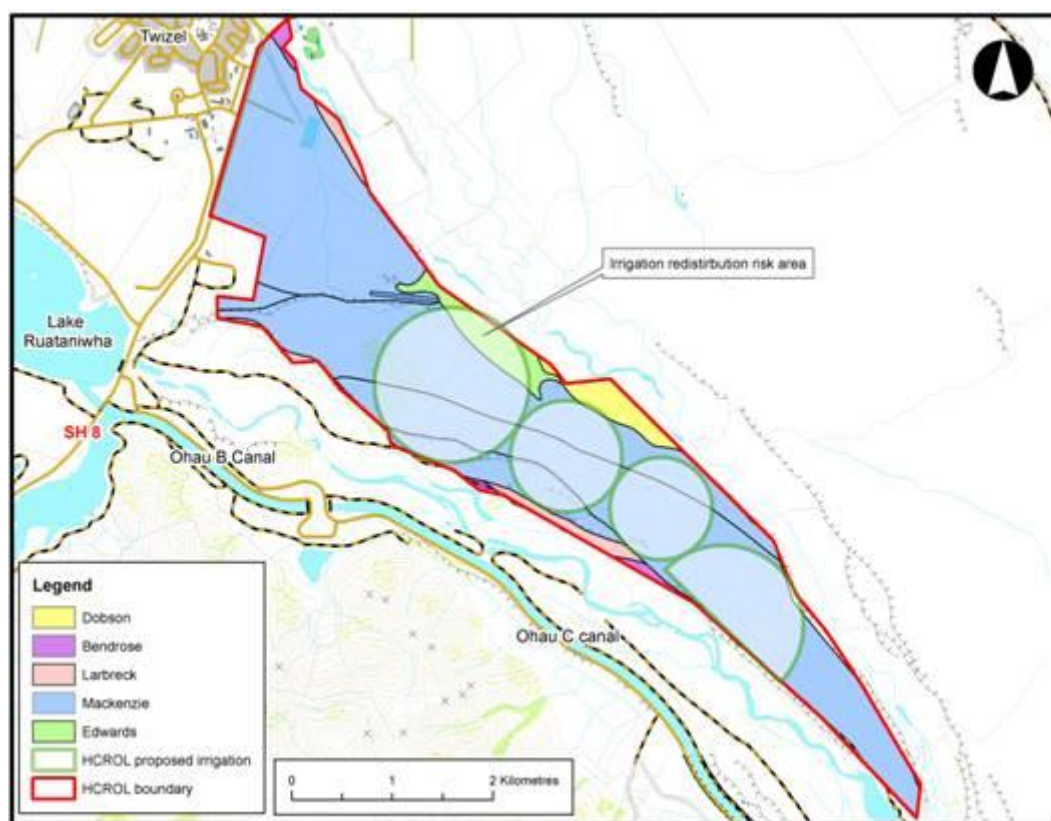 Twizel
Irrigation redistirbution risk area
Lake
Ruataniwha
SH 8
Ohau B Canal
Ohau C canal
Legend
Dobson
Bendrose
Larbreck
Mackenzie
Edwards
HCROL proposed irrigation
HCROL boundary
0 1 2 Kilometres